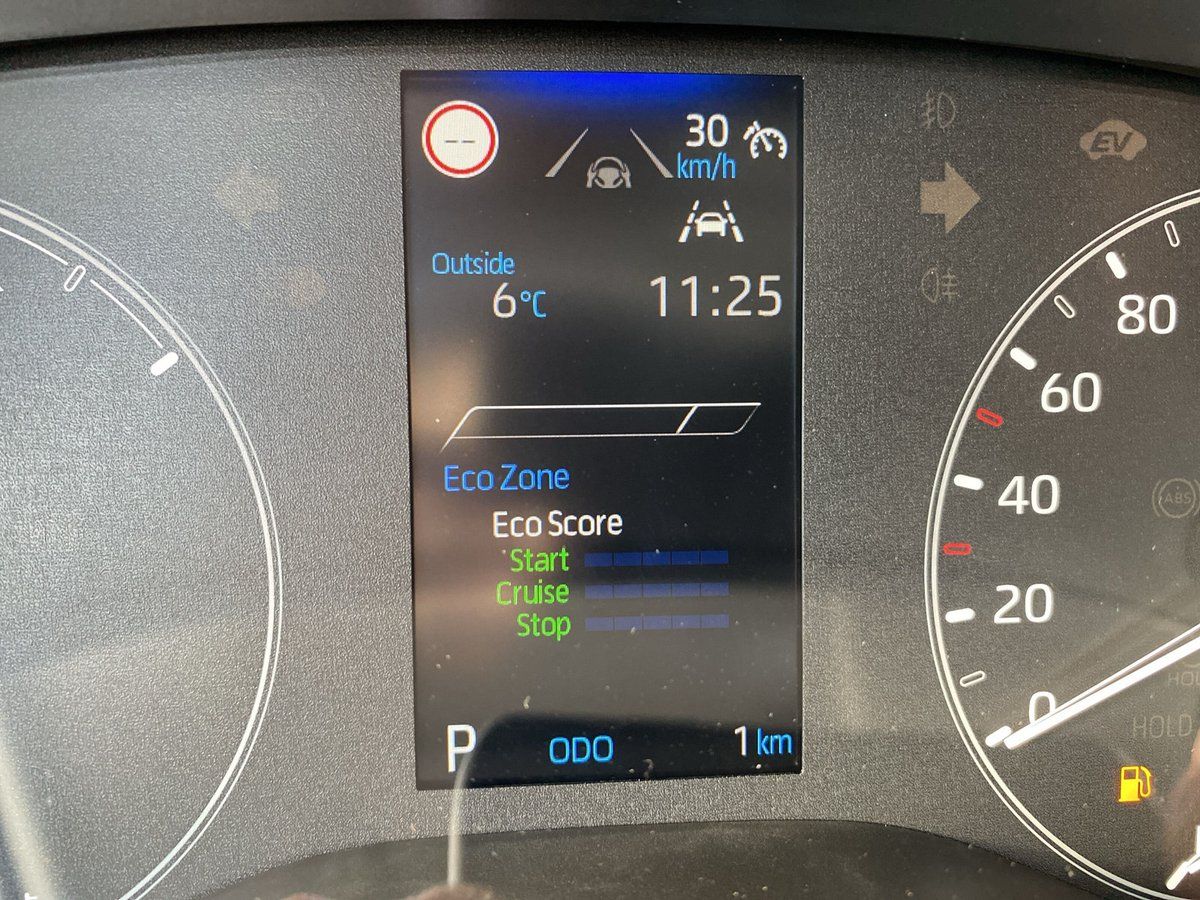 --
30
km/h
Outside
6°C
11:25
Eco Zone
Eco Score
Start
Cruise
Stop
P
ODO
1 km
EV
80
60
40
20
0
ABS
HOLD